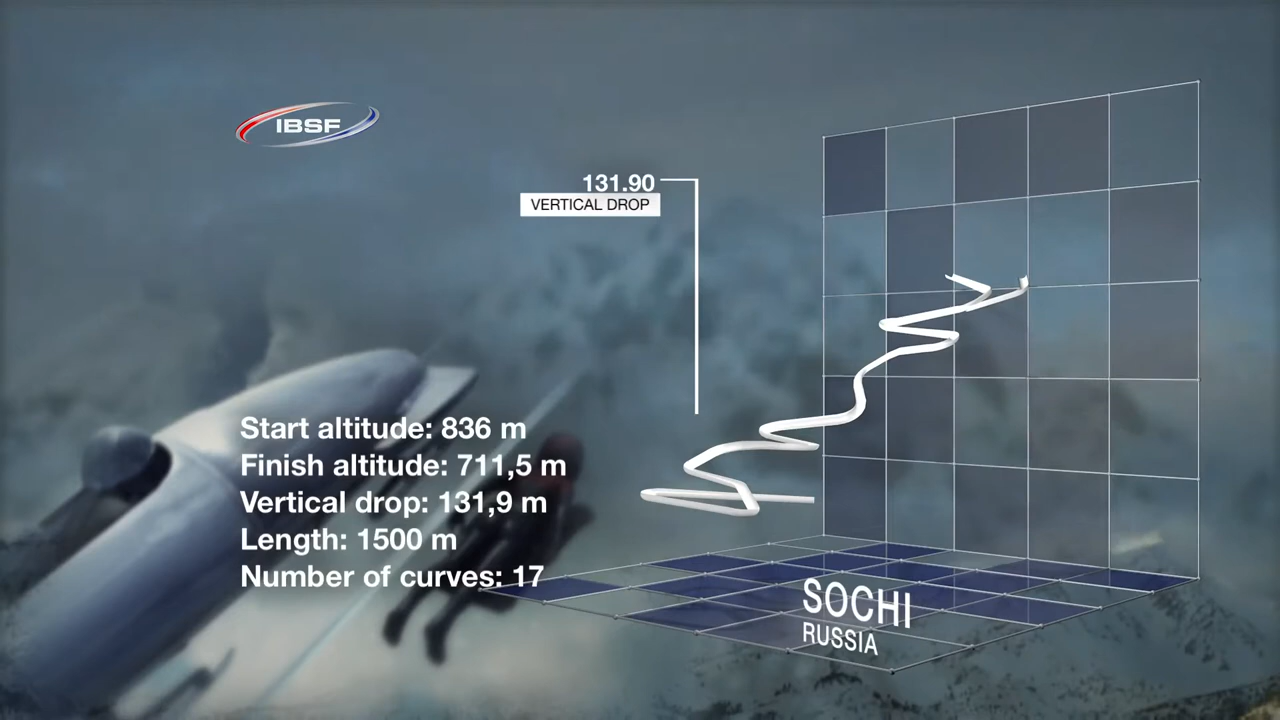 IBSF
131.90
VERTICAL DROP
Start altitude: 836 m
Finish altitude: 711,5 m
Vertical drop: 131,9 m
Length: 1500 m
Number of curves: 17
SOCHI
RUSSIA